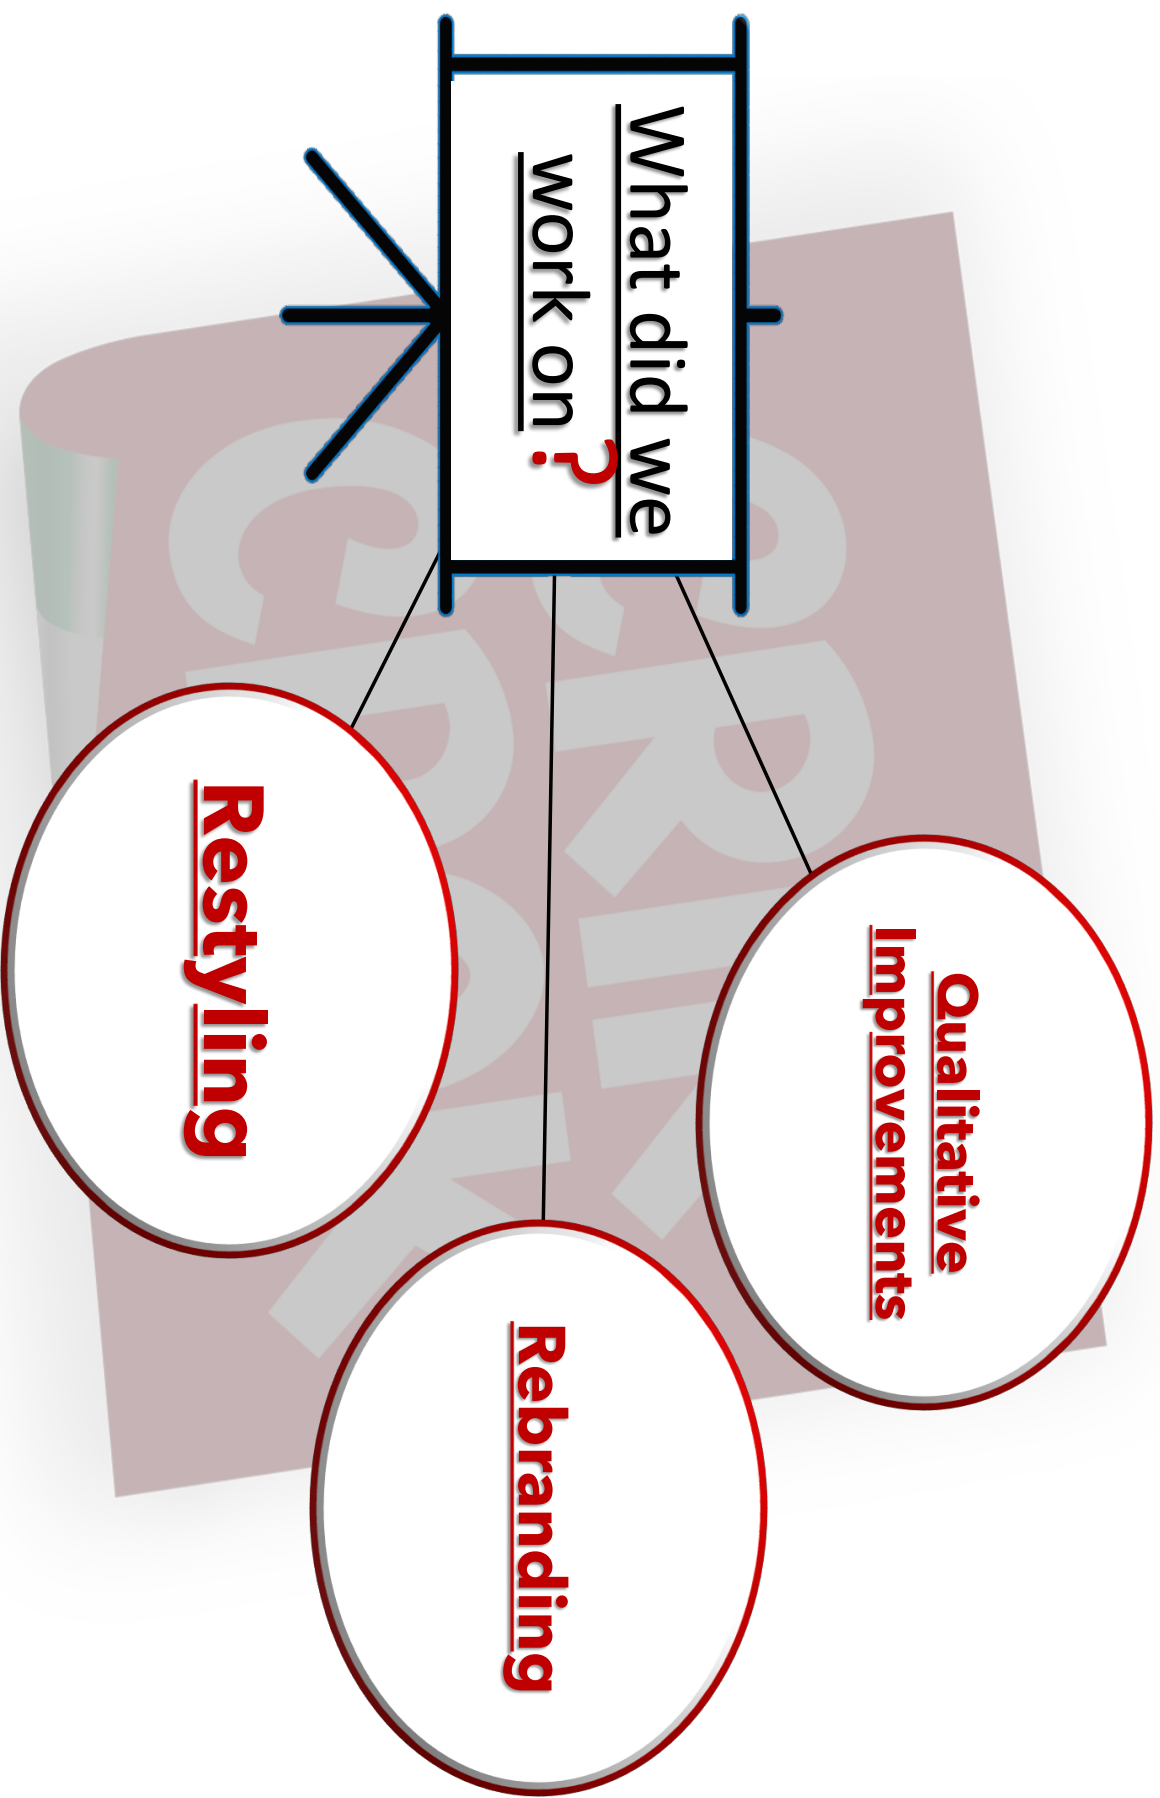 What did we
work on ?
Qualitative
Improvements
Rebranding
Restyling